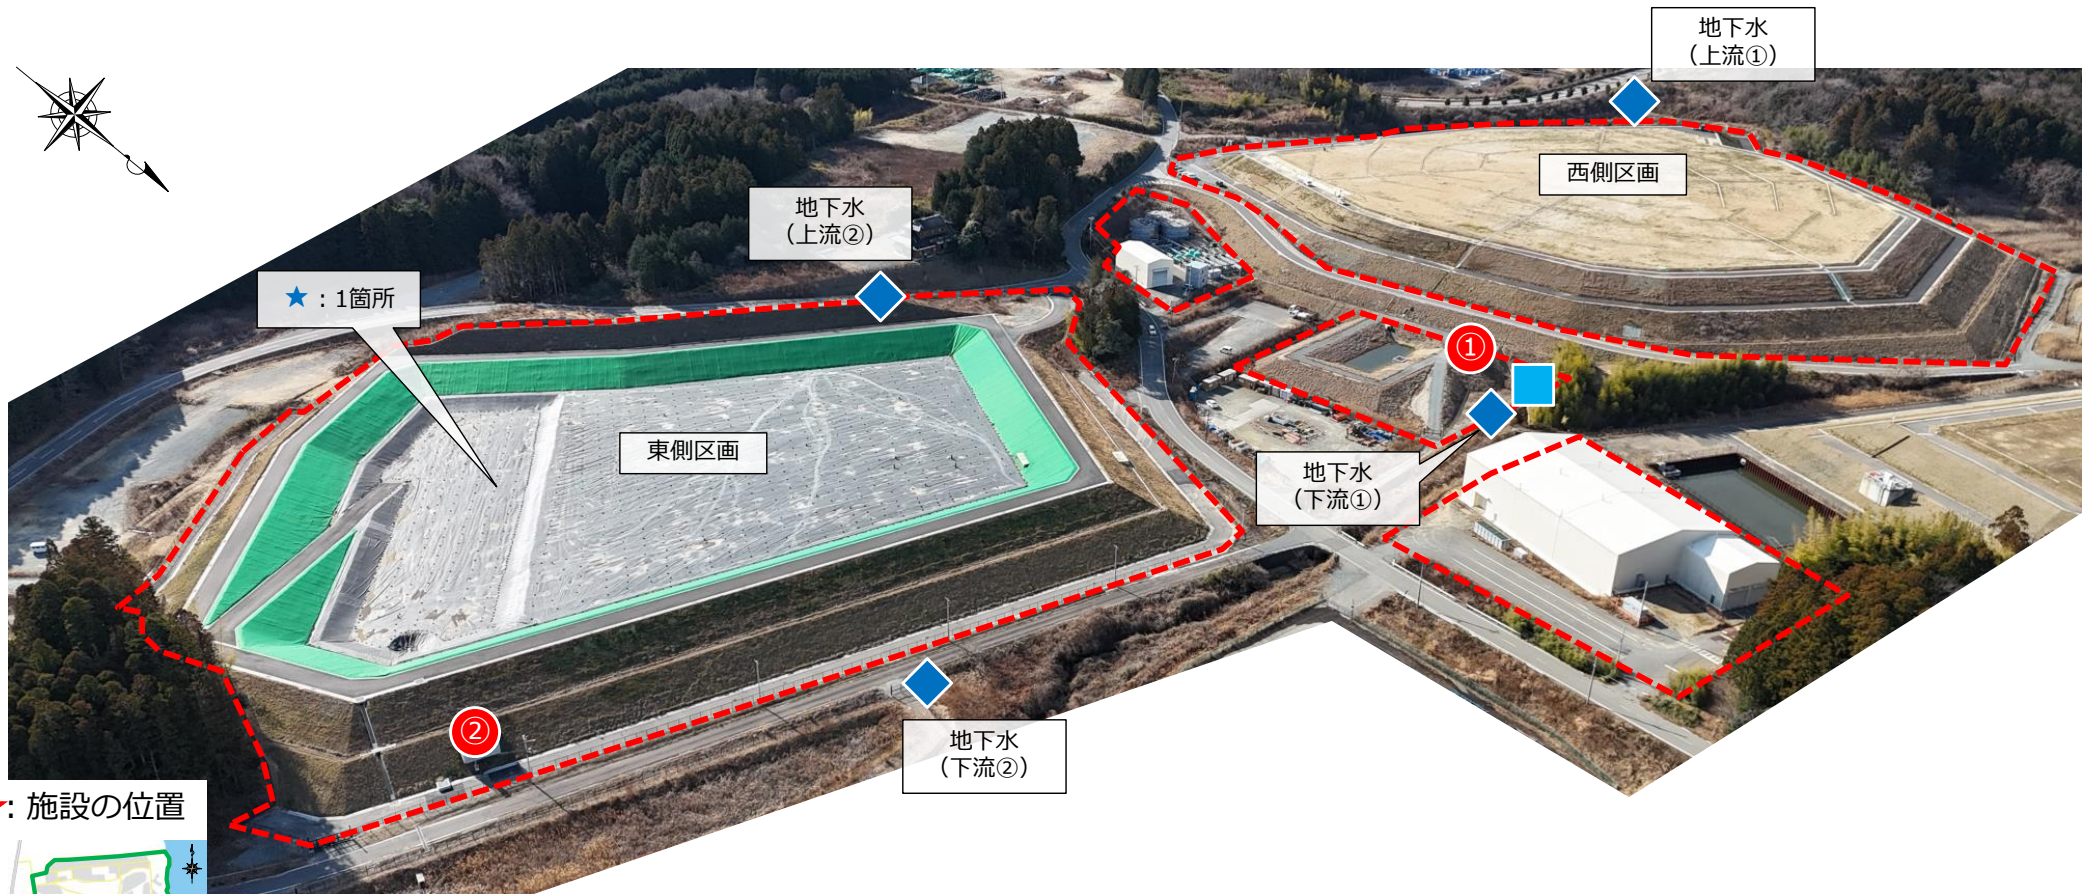 地下水
（上流①）
西側区画
地下水
（上流②）
★：1箇所
①
東側区画
地下水
（下流①）
②
地下水
（下流②）
：施設の位置